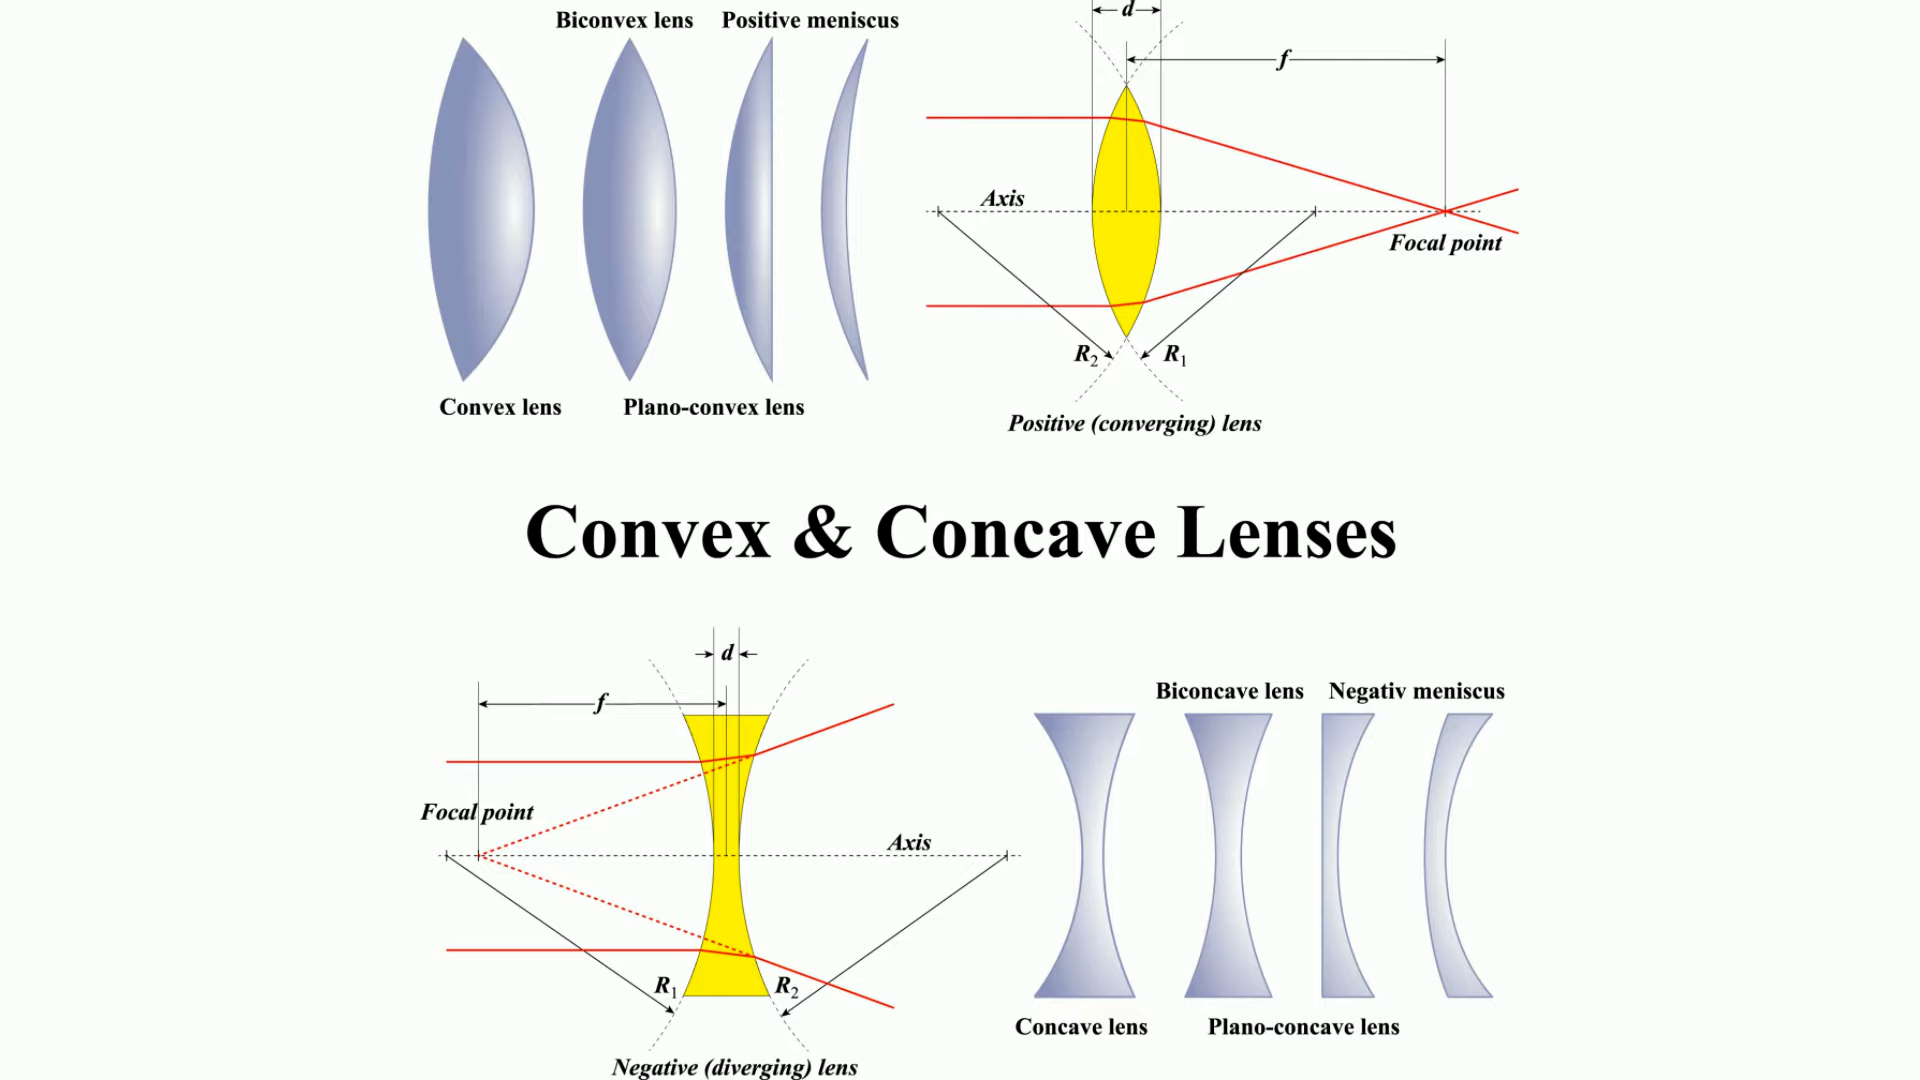 Biconvex lens
Positive meniscus
Convex lens
Plano-convex lens
d
f
Axis
Focal point
R2
R1
Positive (converging) lens
Convex & Concave Lenses
d
f
Focal point
Axis
R1
R2
Negative (diverging) lens
Biconcave lens
Negativ meniscus
Concave lens
Plano-concave lens